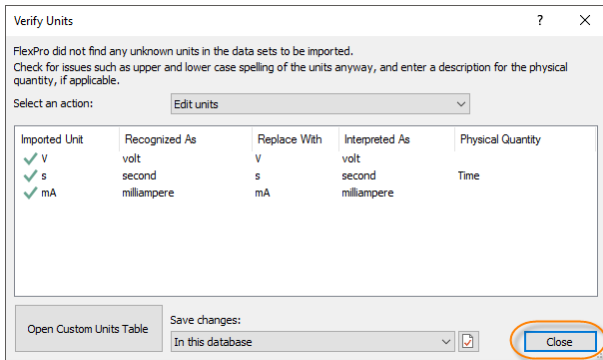 Verify Units
FlexPro did not find any unknown units in the data sets to be imported.
Check for issues such as upper and lower case spelling of the units anyway, and enter a description for the physical
quantity, if applicable.
Select an action: Edit units
Imported Unit Recognized As Replace With Interpreted As Physical Quantity
V volt V volt
s second s second Time
mA milliampere mA milliampere
Open Custom Units Table
Save changes:
In this database
Close